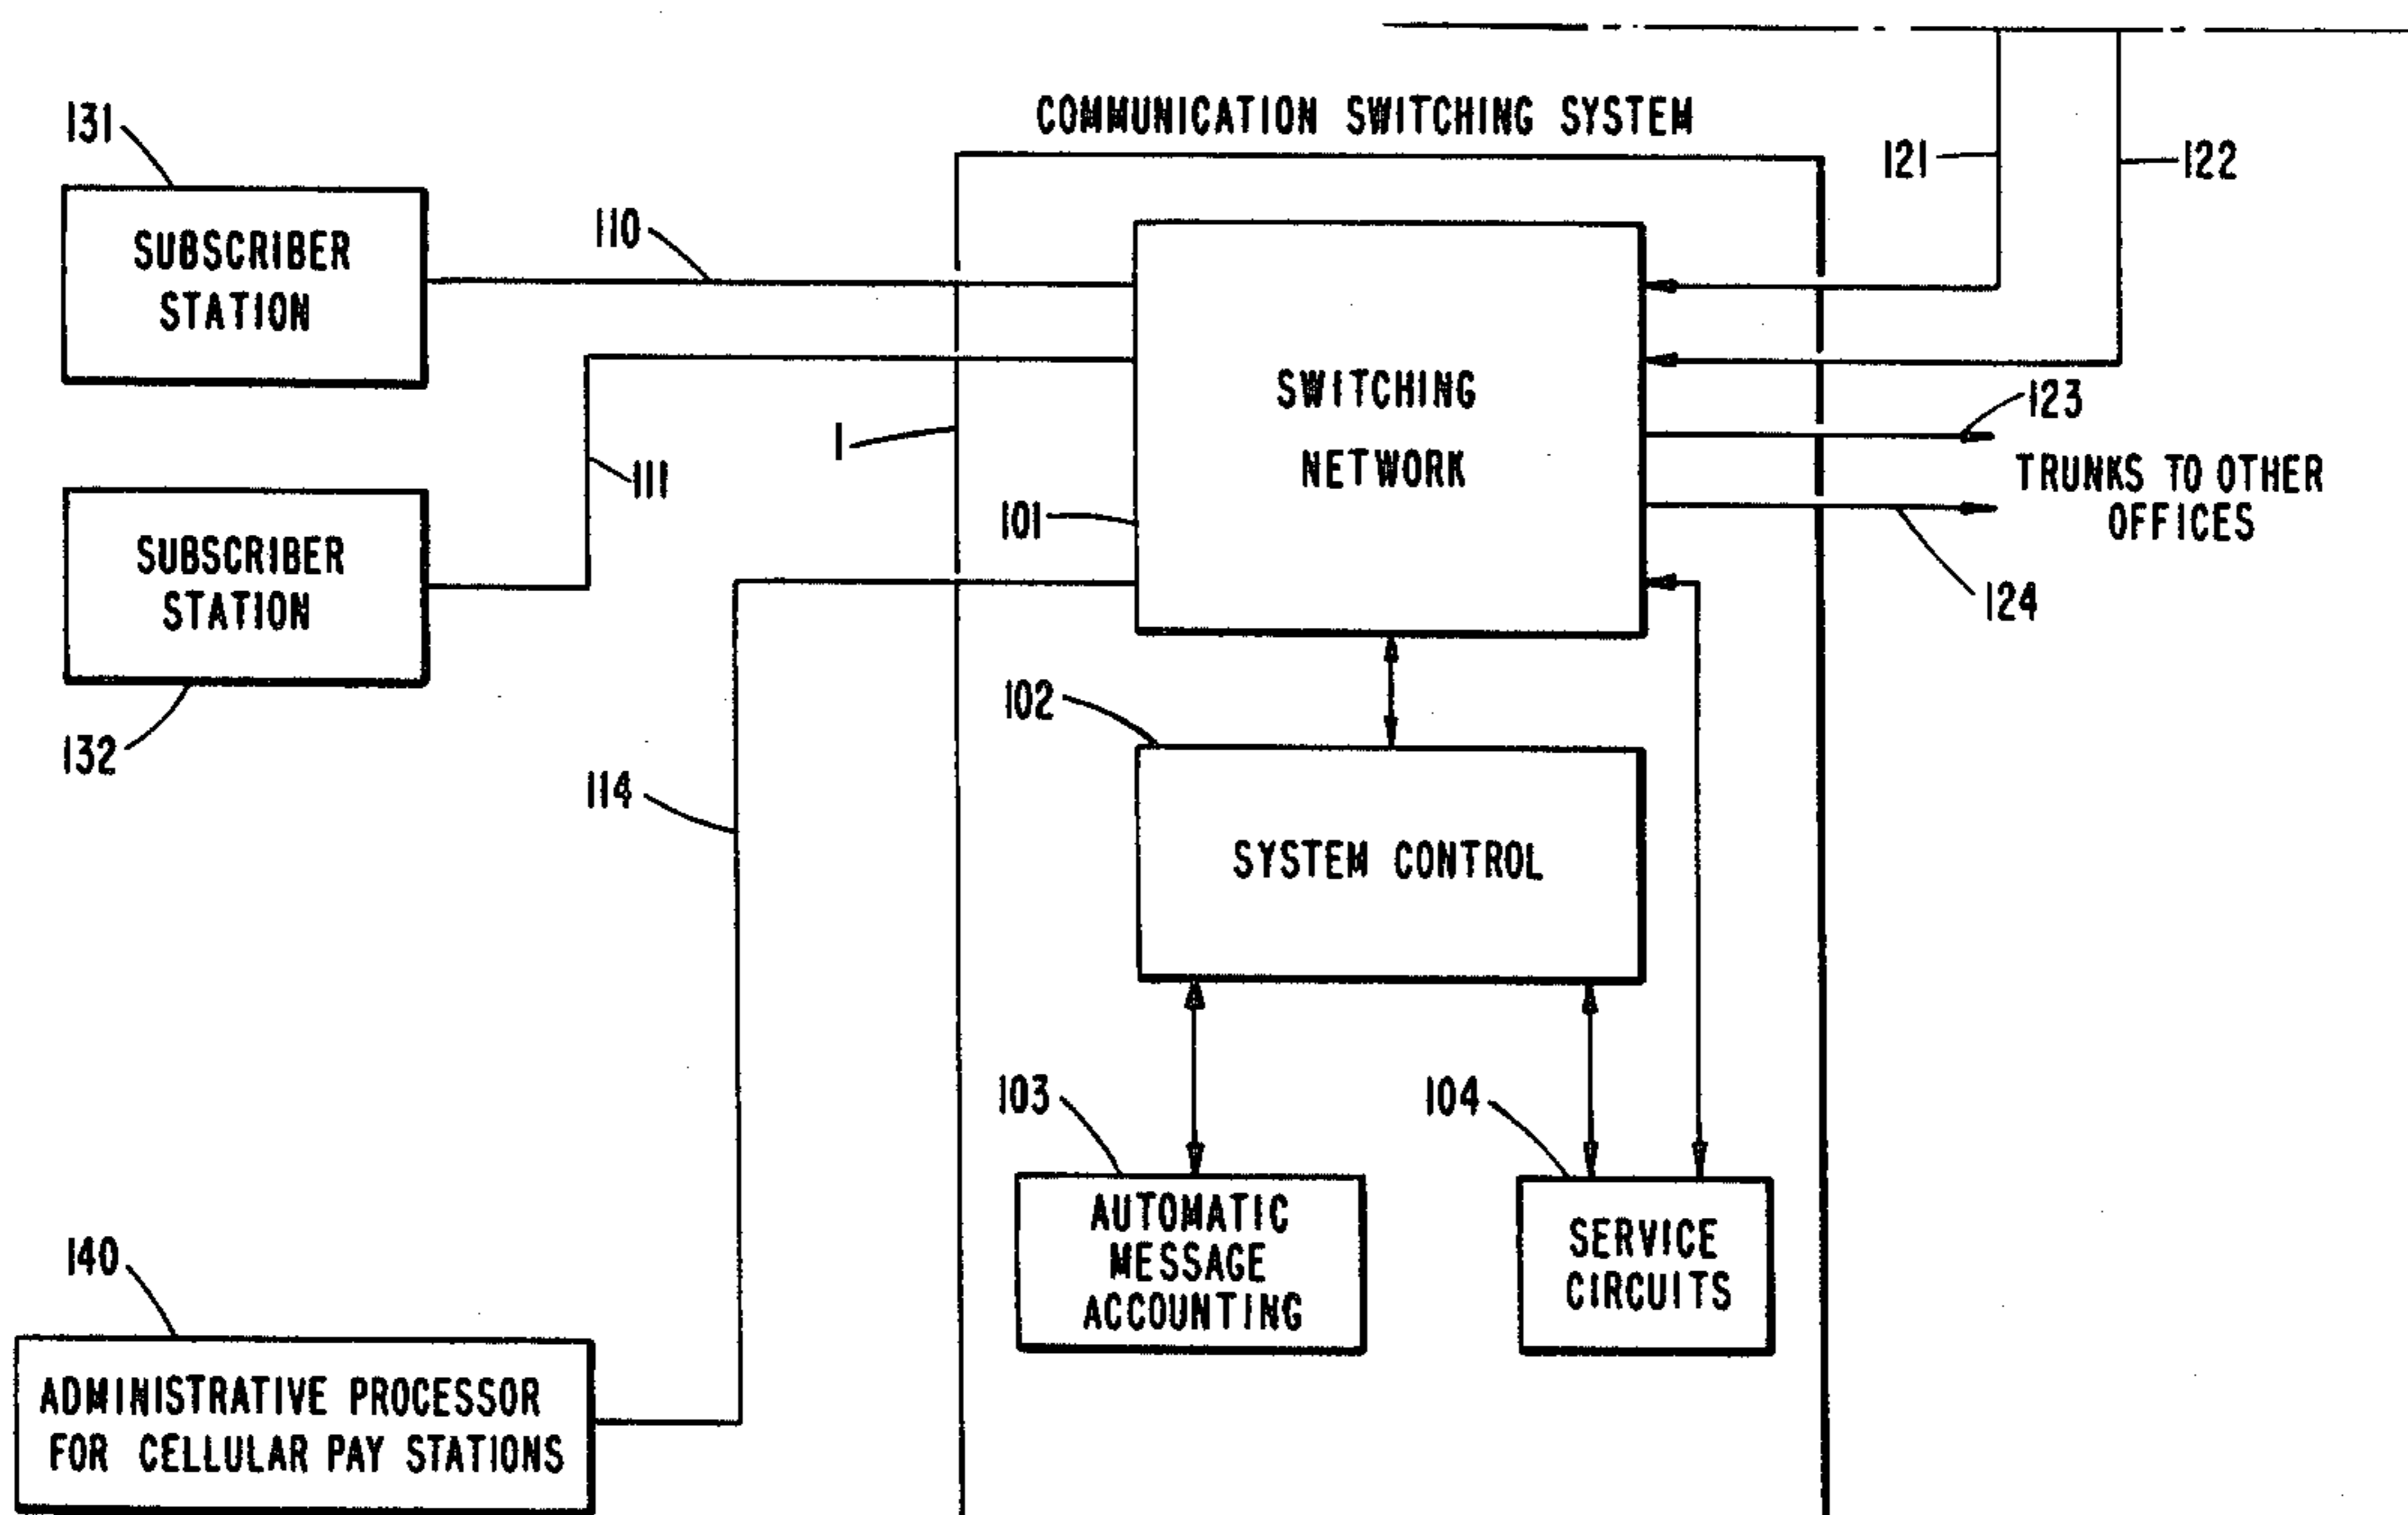 COMMUNICATION SWITCHING SYSTEM
131
121
122
SUBSCRIBER
STATION
110
SWITCHING
NETWORK
1
111
101
123
TRUNKS TO OTHER
OFFICES
124
SUBSCRIBER
STATION
132
102
114
SYSTEM CONTROL
103
104
AUTOMATIC
MESSAGE
ACCOUNTING
SERVICE
CIRCUITS
140
ADMINISTRATIVE PROCESSOR
FOR CELLULAR PAY STATIONS